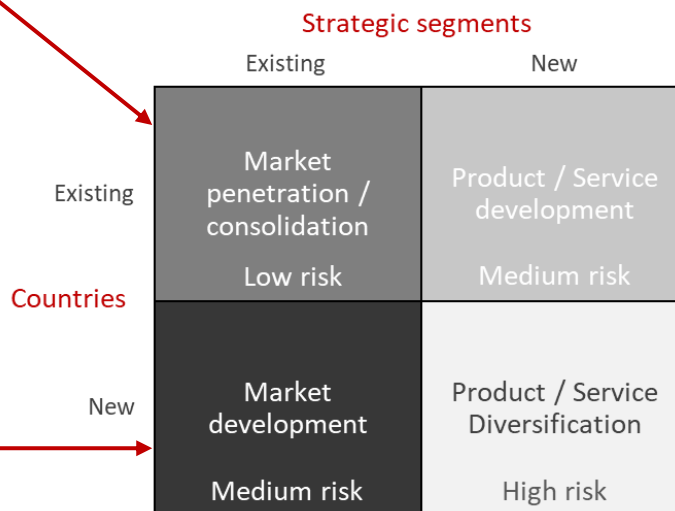 Strategic segments
Existing
New
Existing
Market
penetration /
consolidation
Low risk
Product / Service
development
Medium risk
Countries
New
Market
development
Medium risk
Product / Service
Diversification
High risk